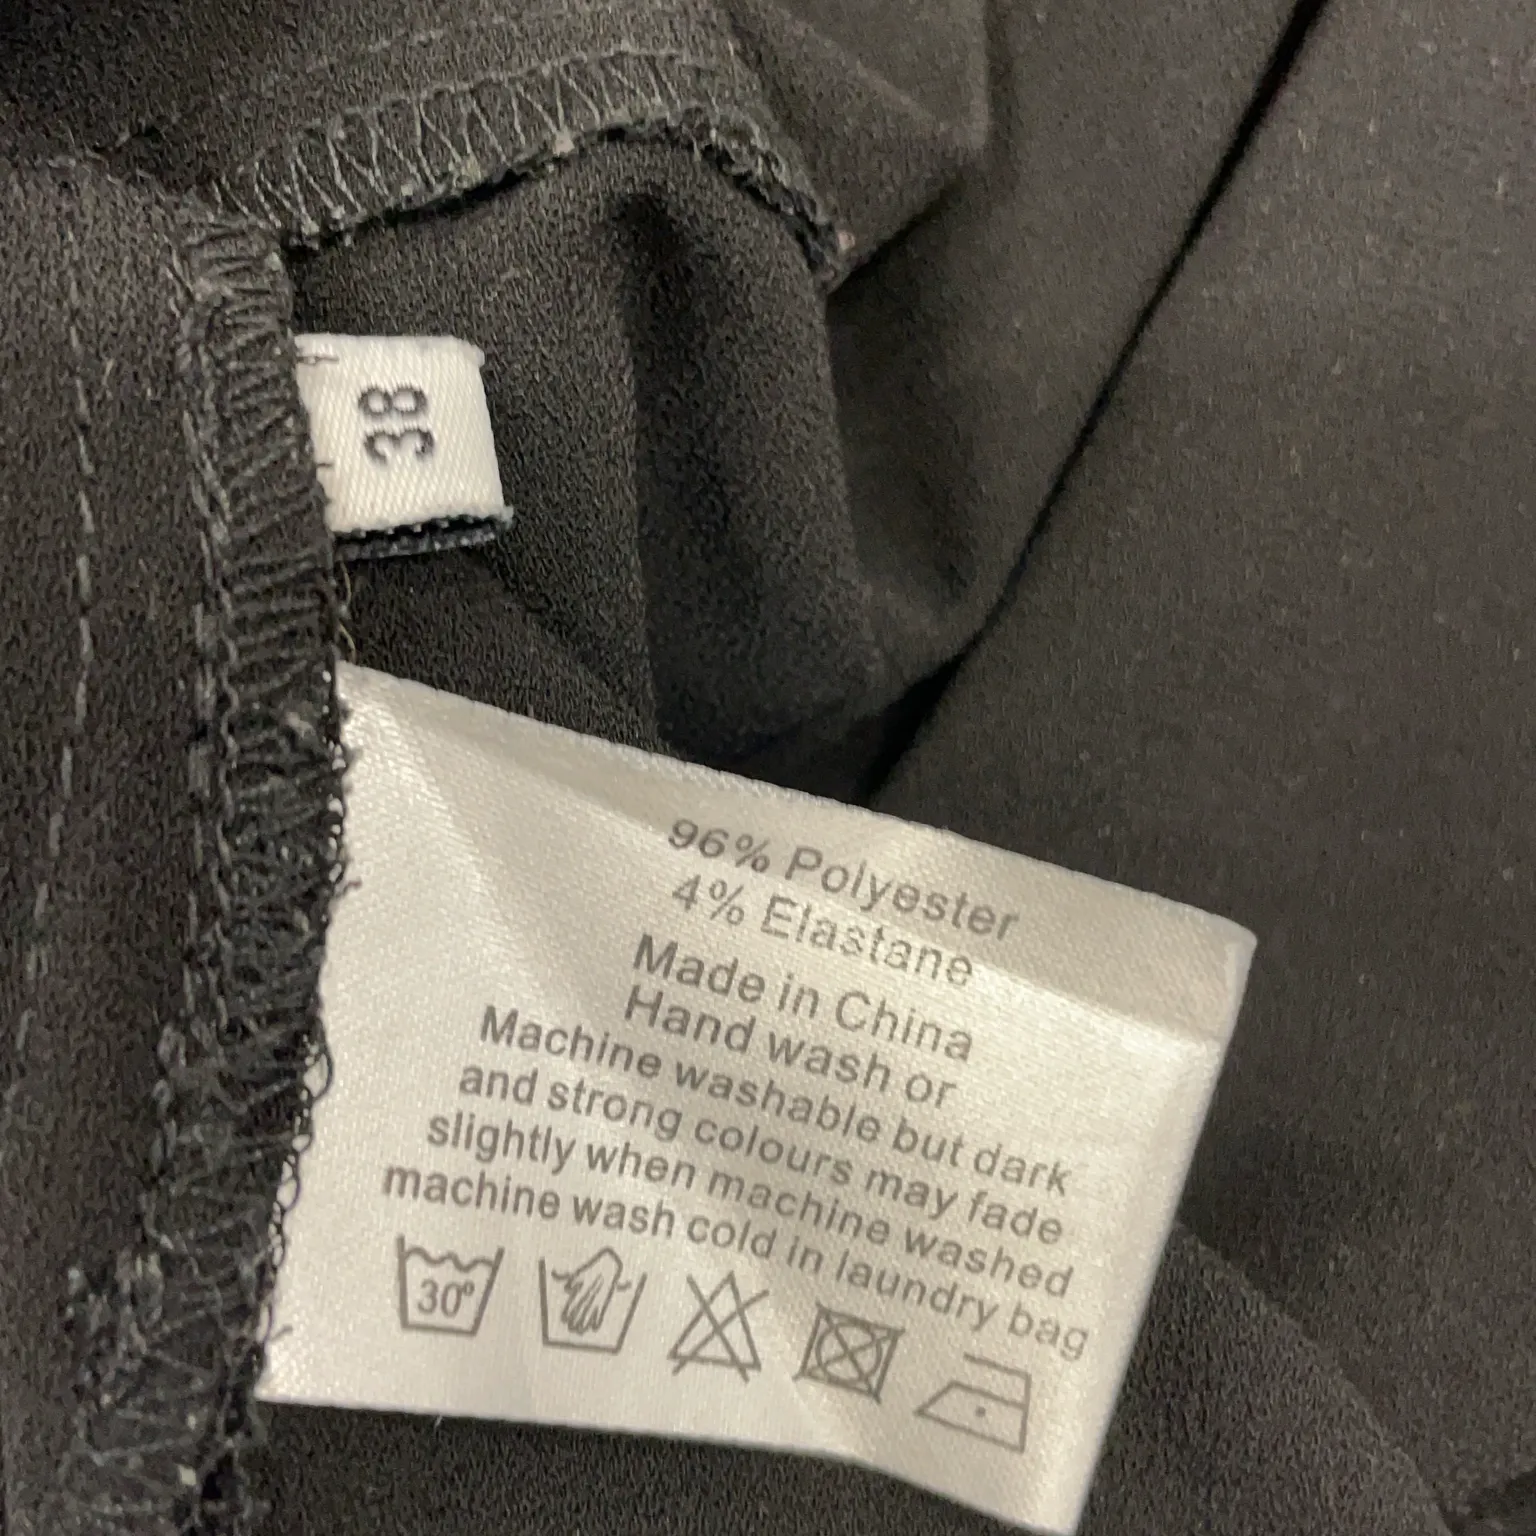 38
96% Polyester
4% Elastane
Made in China
Hand wash or
Machine washable but dark
and strong colours may fade
slightly when machine washed
machine wash cold in laundry bag
30°